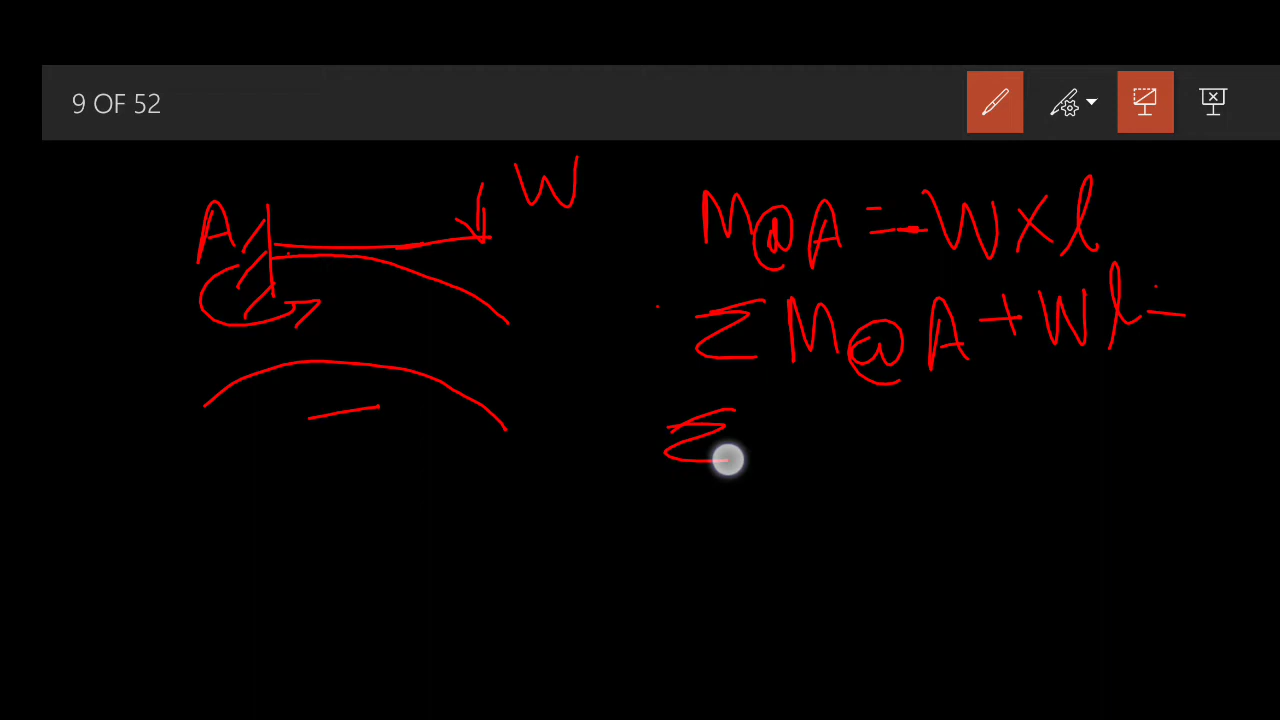 9 OF 52
W
A
M@A = -W×l
ΣM@A + Wl -
Σ
—